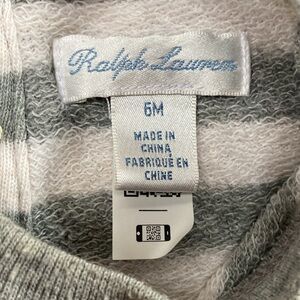 Ralph Lauren
6M
MADE IN
CHINA
FABRIQUÉ EN
CHINE